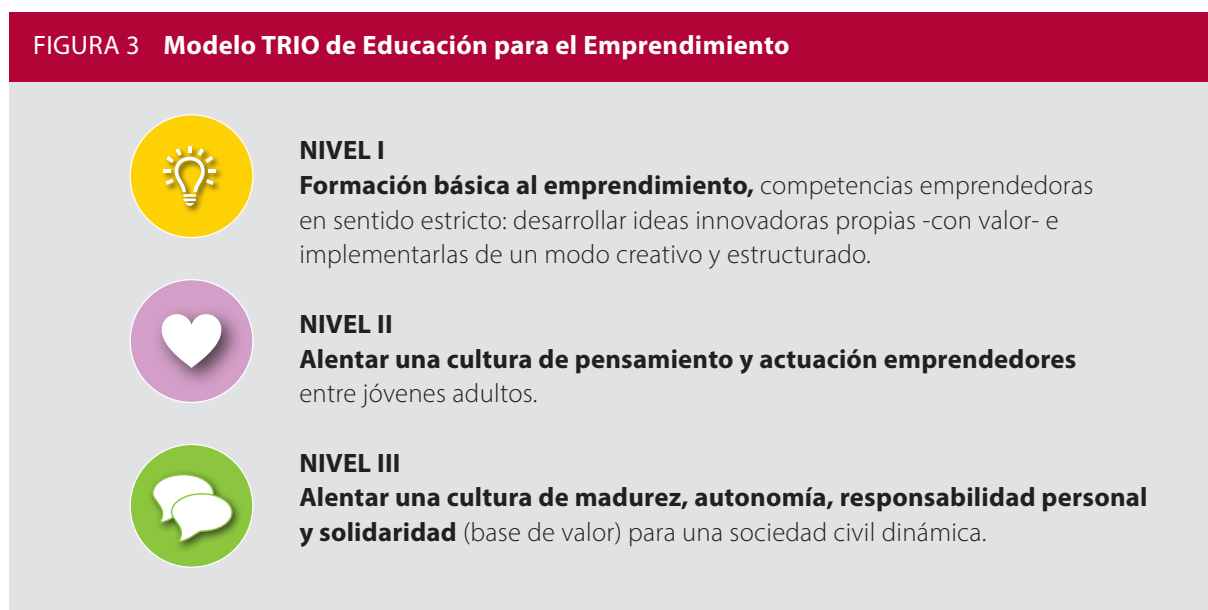 FIGURA 3 Modelo TRIO de Educación para el Emprendimiento
NIVEL I
Formación básica al emprendimiento, competencias emprendedoras
en sentido estricto: desarrollar ideas innovadoras propias -con valor- e
implementarlas de un modo creativo y estructurado.
NIVEL II
Alentar una cultura de pensamiento y actuación emprendedores
entre jóvenes adultos.
NIVEL III
Alentar una cultura de madurez, autonomía, responsabilidad personal
y solidaridad (base de valor) para una sociedad civil dinámica.